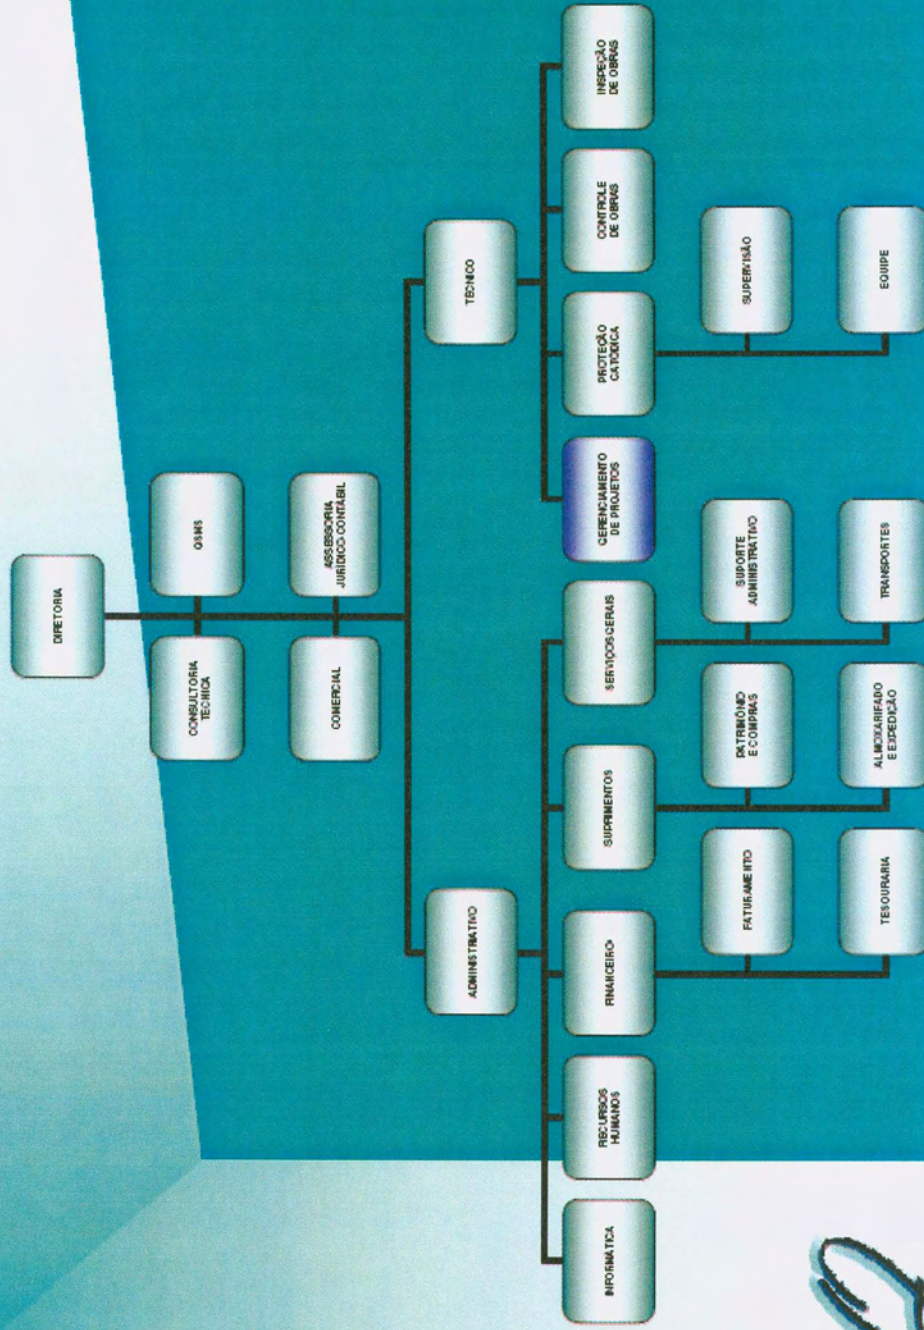 DIRETORIA
CONSULTORIA
TÉCNICA
QSMS
COMERCIAL
ASSESSORIA
JURÍDICO-CONTÁBIL
ADMINISTRATIVO
TÉCNICO
INFORMÁTICA
RECURSOS
HUMANOS
FINANCEIRO
SUPRIMENTOS
SERVIÇOS GERAIS
GERENCIAMENTO
DE PROJETOS
PROTEÇÃO
CATÓDICA
CONTROLE
DE OBRAS
INSPEÇÃO
DE OBRAS
FATURAMENTO
PATRIMÔNIO
E COMPRAS
SUPORTE
ADMINISTRATIVO
SUPERVISÃO
TESOURARIA
ALMOXARIFADO
E EXPEDIÇÃO
TRANSPORTES
EQUIPE